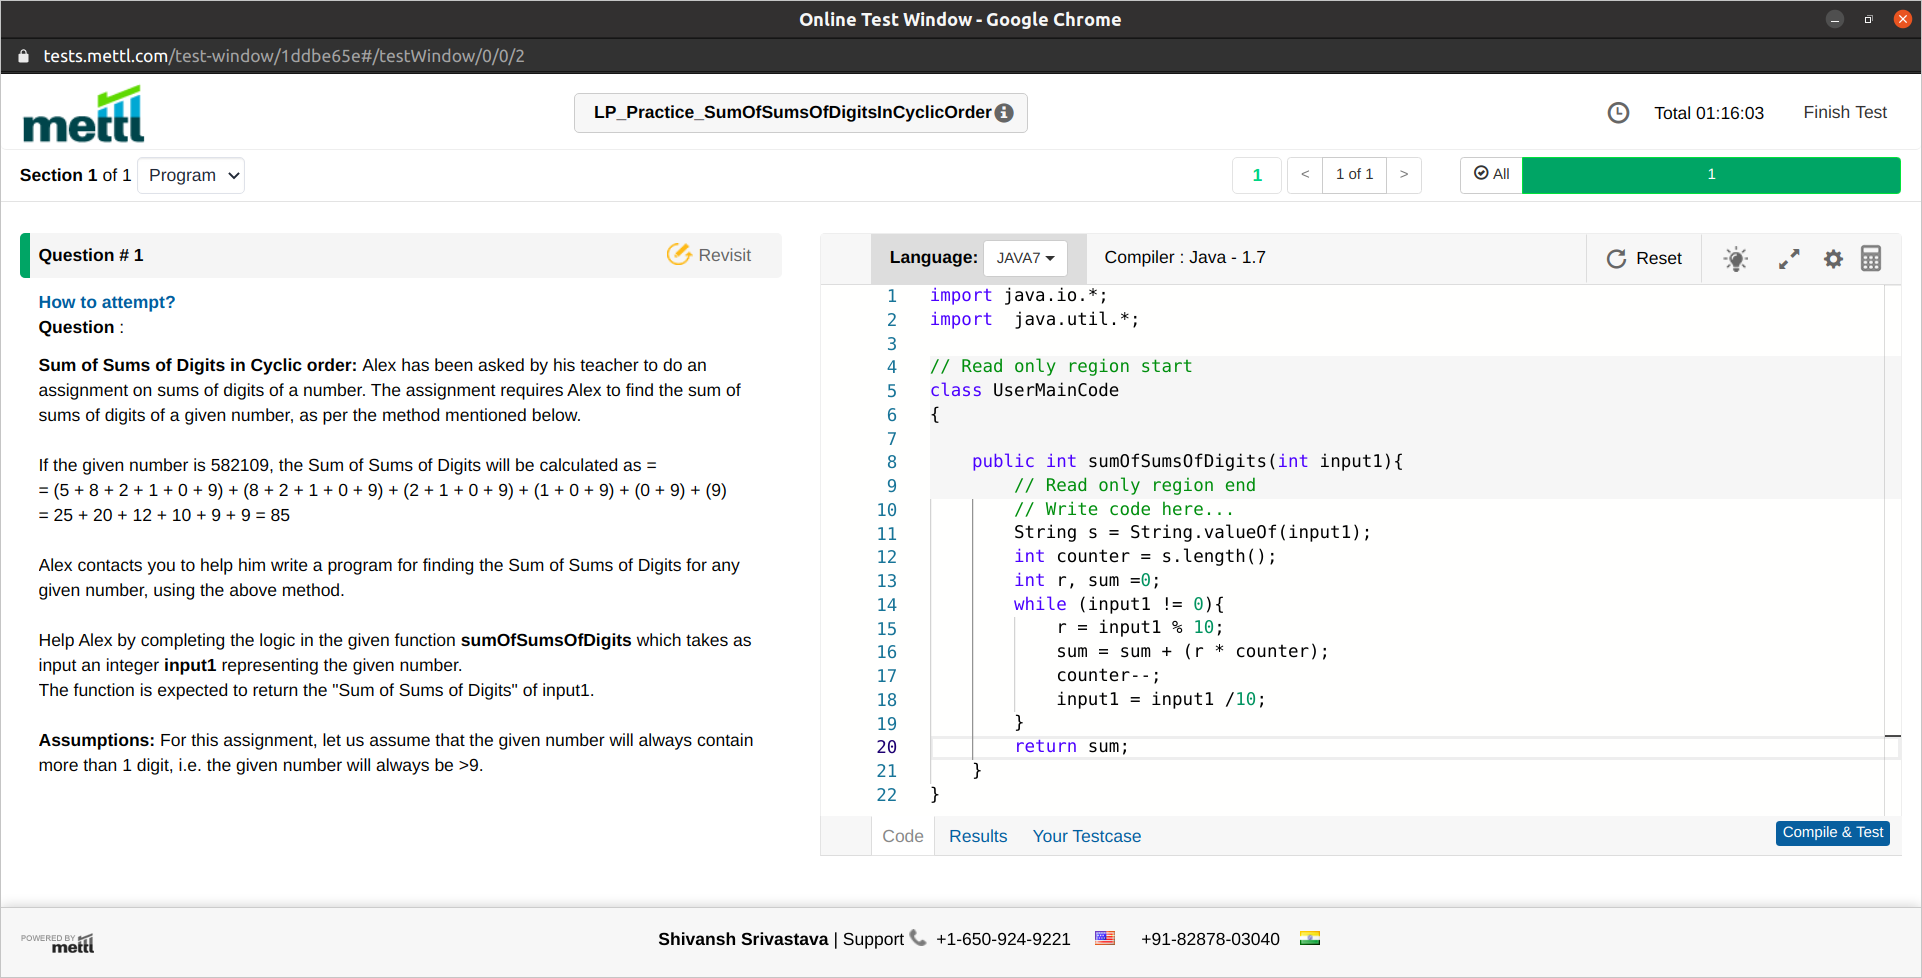 Online Test Window - Google Chrome
tests.mettl.com/test-window/1ddbe65e#/testWindow/0/0/2
mettl
LP_Practice_SumOfSumsOfDigitsInCyclicOrder
Total 01:16:03
Finish Test
Section 1 of 1
Program
1
< 1 of 1 >
All
1
Question # 1
Revisit
How to attempt?
Question :
Sum of Sums of Digits in Cyclic order: Alex has been asked by his teacher to do an
assignment on sums of digits of a number. The assignment requires Alex to find the sum of
sums of digits of a given number, as per the method mentioned below.
If the given number is 582109, the Sum of Sums of Digits will be calculated as =
= (5 + 8 + 2 + 1 + 0 + 9) + (8 + 2 + 1 + 0 + 9) + (2 + 1 + 0 + 9) + (1 + 0 + 9) + (0 + 9) + (9)
= 25 + 20 + 12 + 10 + 9 + 9 = 85
Alex contacts you to help him write a program for finding the Sum of Sums of Digits for any
given number, using the above method.
Help Alex by completing the logic in the given function sumOfSumsOfDigits which takes as
input an integer input1 representing the given number.
The function is expected to return the "Sum of Sums of Digits" of input1.
Assumptions: For this assignment, let us assume that the given number will always contain
more than 1 digit, i.e. the given number will always be >9.
Language: JAVA7
Compiler : Java - 1.7
Reset
1 import java.io.*;
2 import  java.util.*;
3
4 // Read only region start
5 class UserMainCode
6 {
7
8     public int sumOfSumsOfDigits(int input1){
9         // Read only region end
10         // Write code here...
11         String s = String.valueOf(input1);
12         int counter = s.length();
13         int r, sum =0;
14         while (input1 != 0){
15             r = input1 % 10;
16             sum = sum + (r * counter);
17             counter--;
18             input1 = input1 /10;
19         }
20         return sum;
21     }
22 }
Code
Results
Your Testcase
Compile & Test
POWERED BY
mettl
Shivansh Srivastava | Support +1-650-924-9221 +91-82878-03040